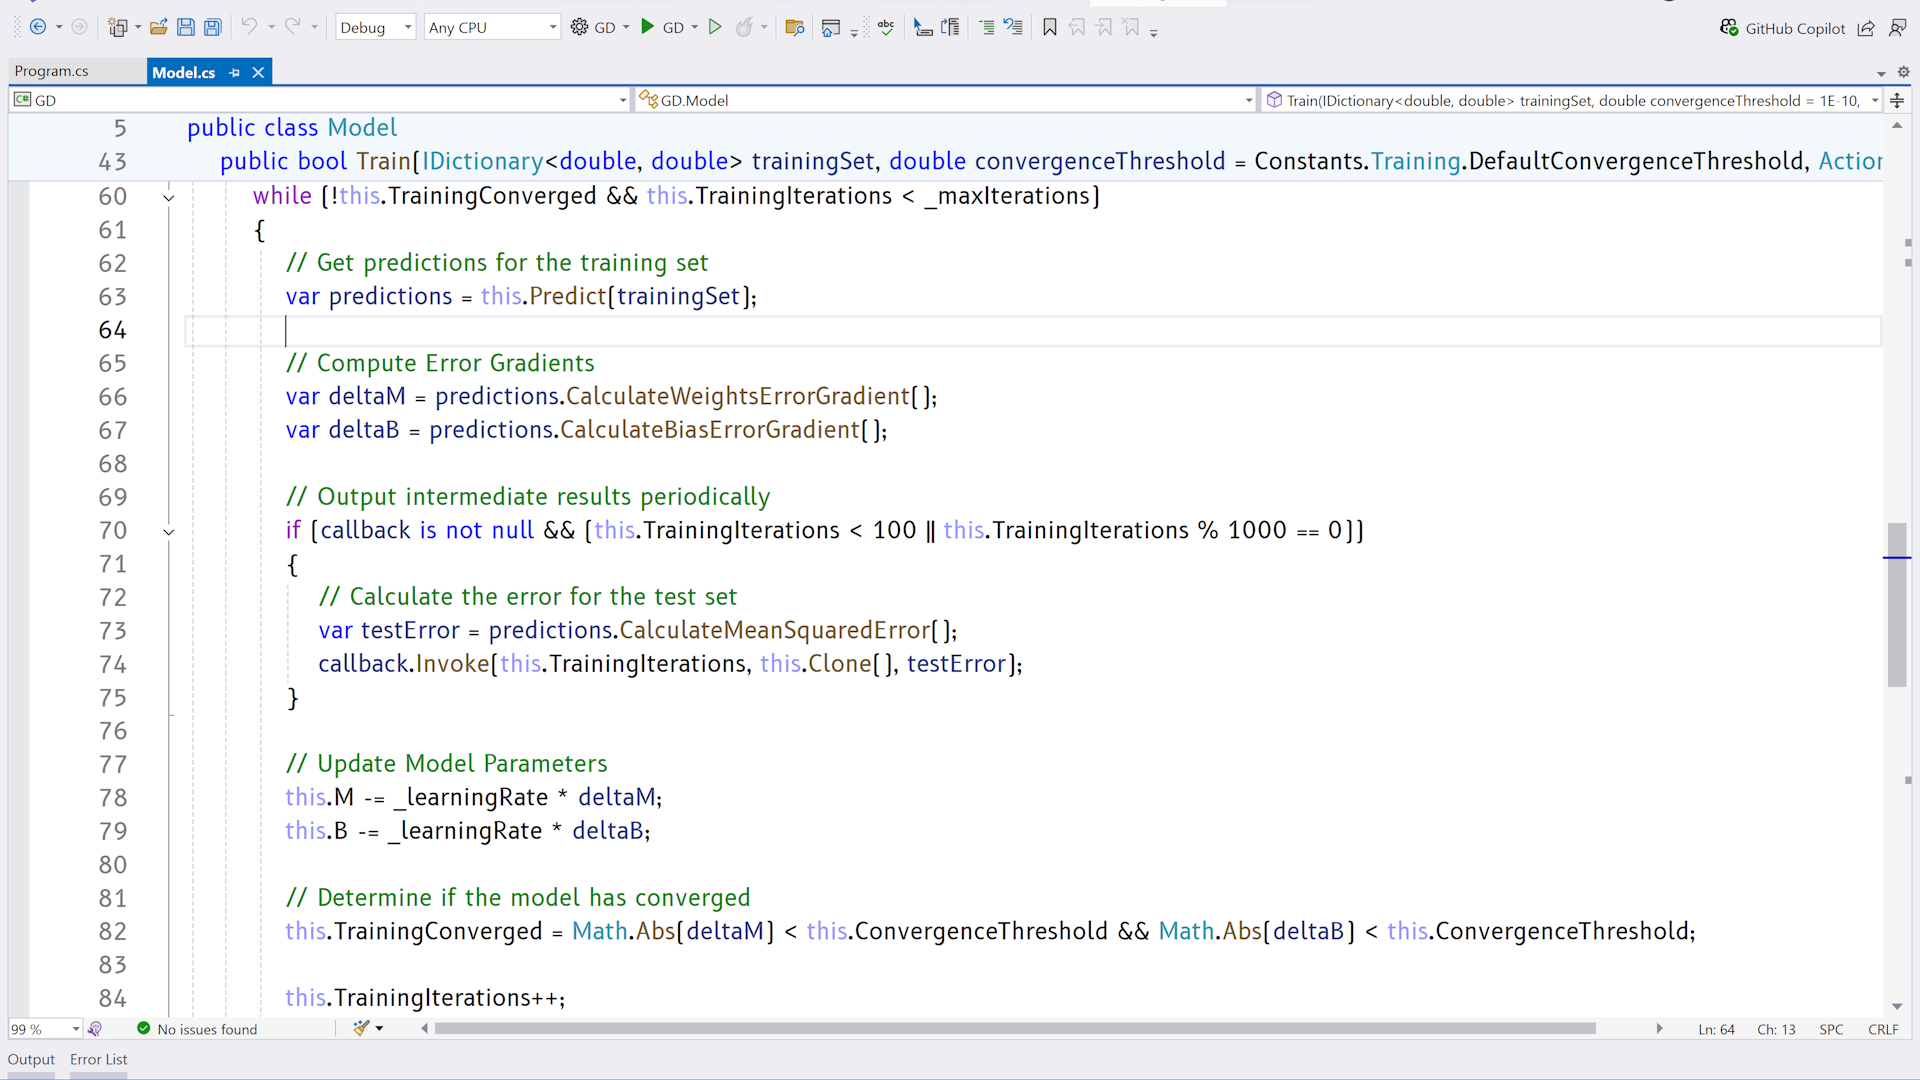 Debug Any CPU GD GD GitHub Copilot
Program.cs Model.cs
GD GD.Model Train(IDictionary<double, double> trainingSet, double convergenceThreshold = 1E-10,
5 public class Model
43 public bool Train(IDictionary<double, double> trainingSet, double convergenceThreshold = Constants.Training.DefaultConvergenceThreshold, Action
60 while (!this.TrainingConverged && this.TrainingIterations < _maxIterations)
61 {
62 // Get predictions for the training set
63 var predictions = this.Predict(trainingSet);
64
65 // Compute Error Gradients
66 var deltaM = predictions.CalculateWeightsErrorGradient();
67 var deltaB = predictions.CalculateBiasErrorGradient();
68
69 // Output intermediate results periodically
70 if (callback is not null && (this.TrainingIterations < 100 || this.TrainingIterations % 1000 == 0))
71 {
72 // Calculate the error for the test set
73 var testError = predictions.CalculateMeanSquaredError();
74 callback.Invoke(this.TrainingIterations, this.Clone(), testError);
75 }
76
77 // Update Model Parameters
78 this.M -= _learningRate * deltaM;
79 this.B -= _learningRate * deltaB;
80
81 // Determine if the model has converged
82 this.TrainingConverged = Math.Abs(deltaM) < this.ConvergenceThreshold && Math.Abs(deltaB) < this.ConvergenceThreshold;
83
84 this.TrainingIterations++;
99 % No issues found Ln: 64 Ch: 13 SPC CRLF
Output Error List